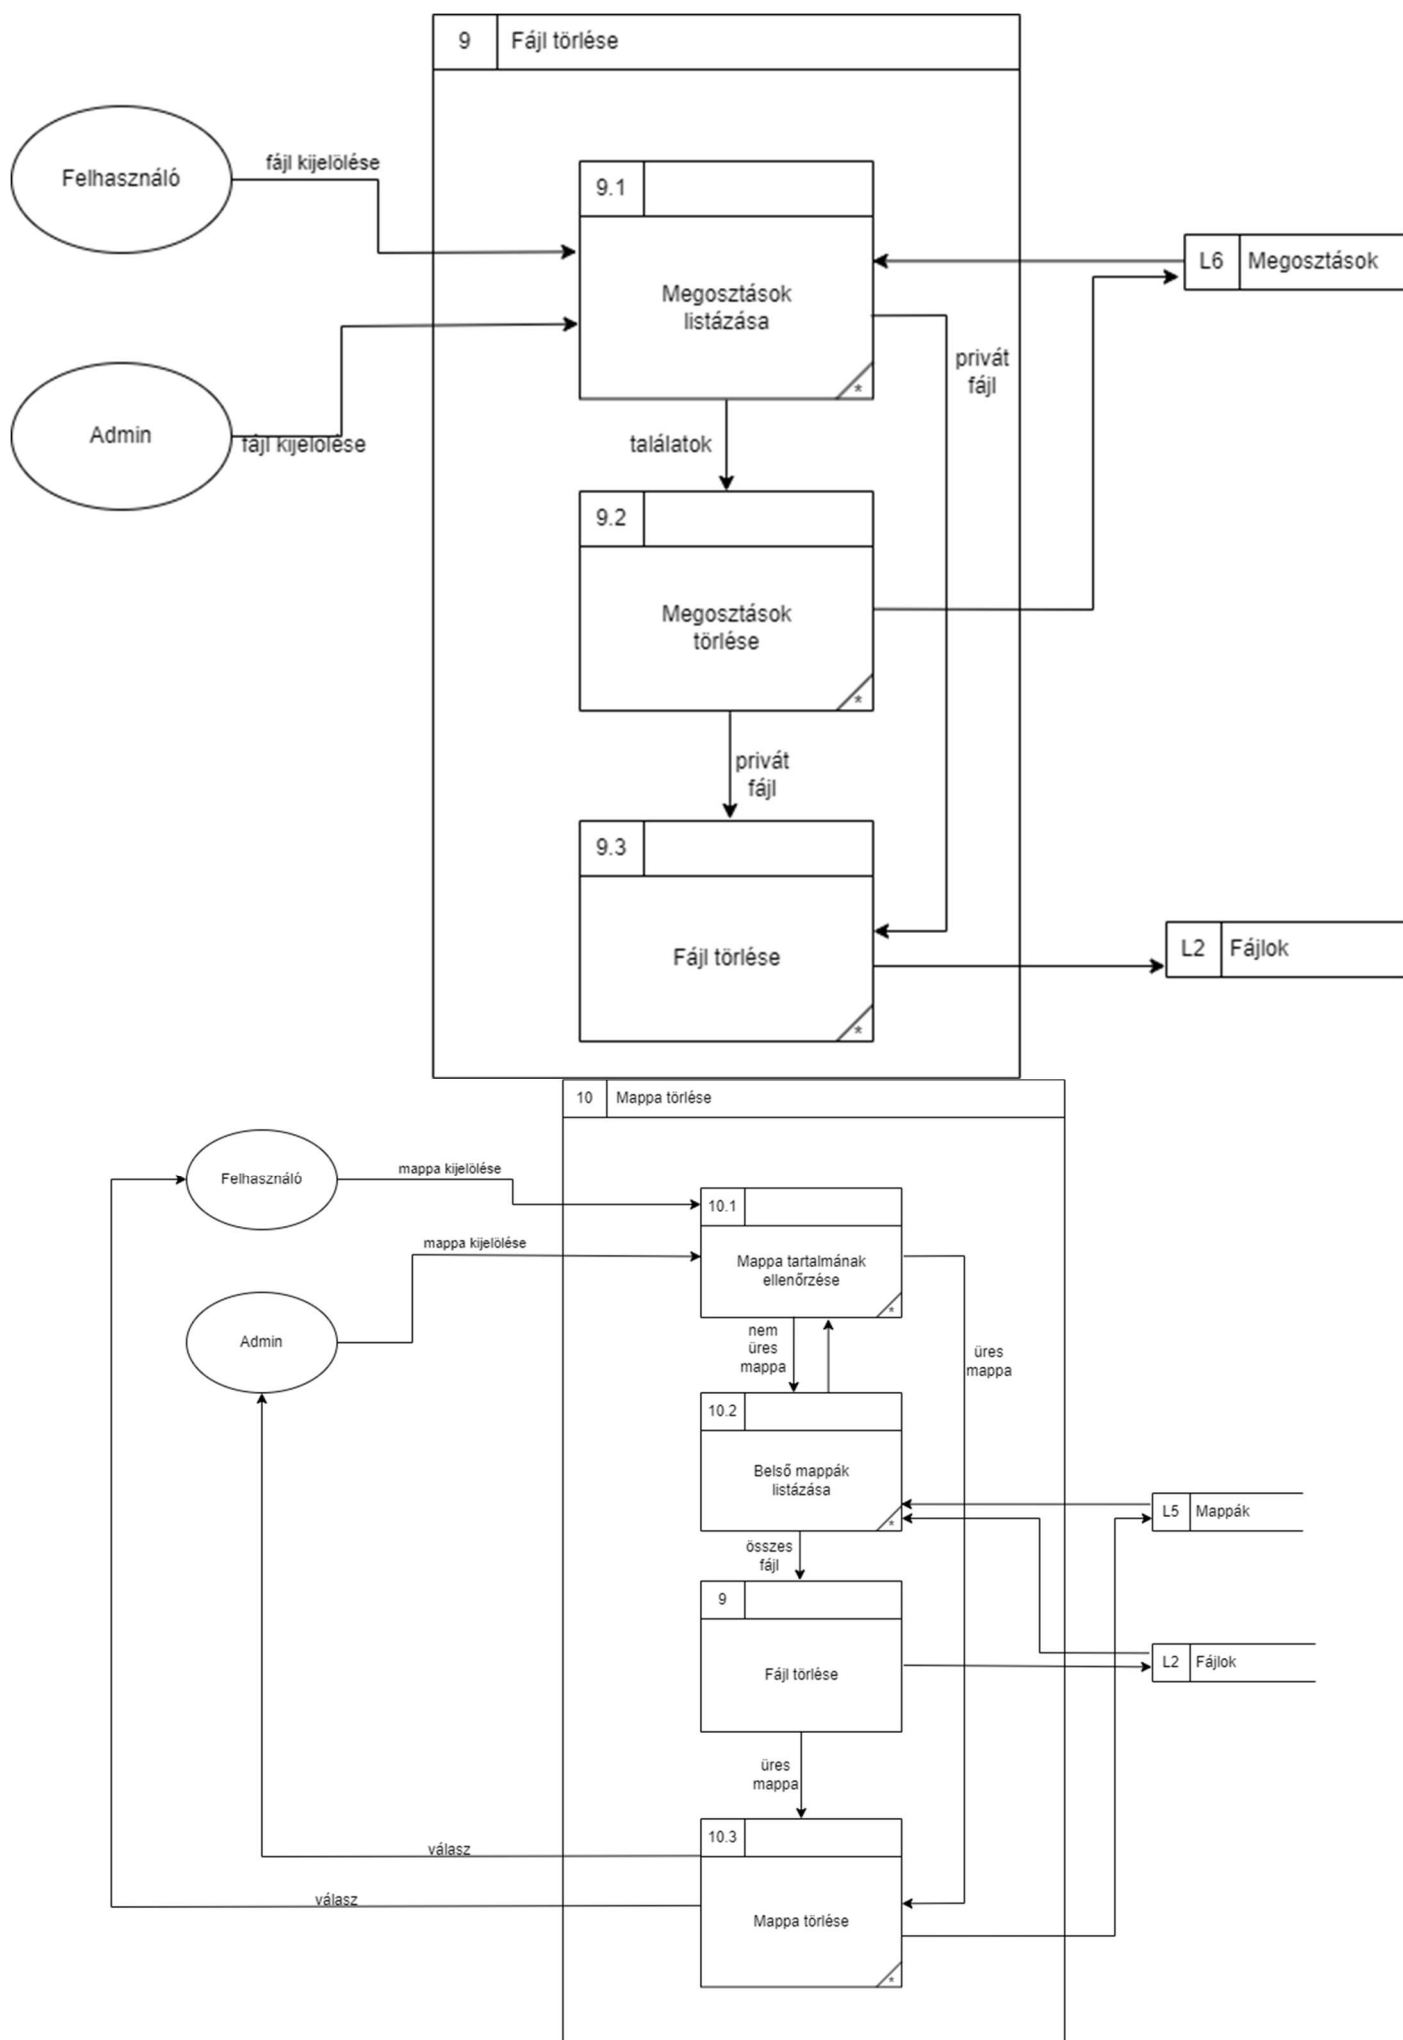 9
Fájl törlése
Felhasználó
fájl kijelölése
9.1
Megosztások
listázása
*
L6
Megosztások
privát
fájl
Admin
fájl kijelölése
találatok
9.2
Megosztások
törlése
*
privát
fájl
9.3
Fájl törlése
*
L2
Fájlok
10
Mappa törlése
Felhasználó
mappa kijelölése
10.1
Mappa tartalmának
ellenőrzése
*
mappa kijelölése
Admin
nem
üres
mappa
üres
mappa
10.2
Belső mappák
listázása
*
L5
Mappák
összes
fájl
9
Fájl törlése
L2
Fájlok
üres
mappa
10.3
Mappa törlése
*
válasz
válasz